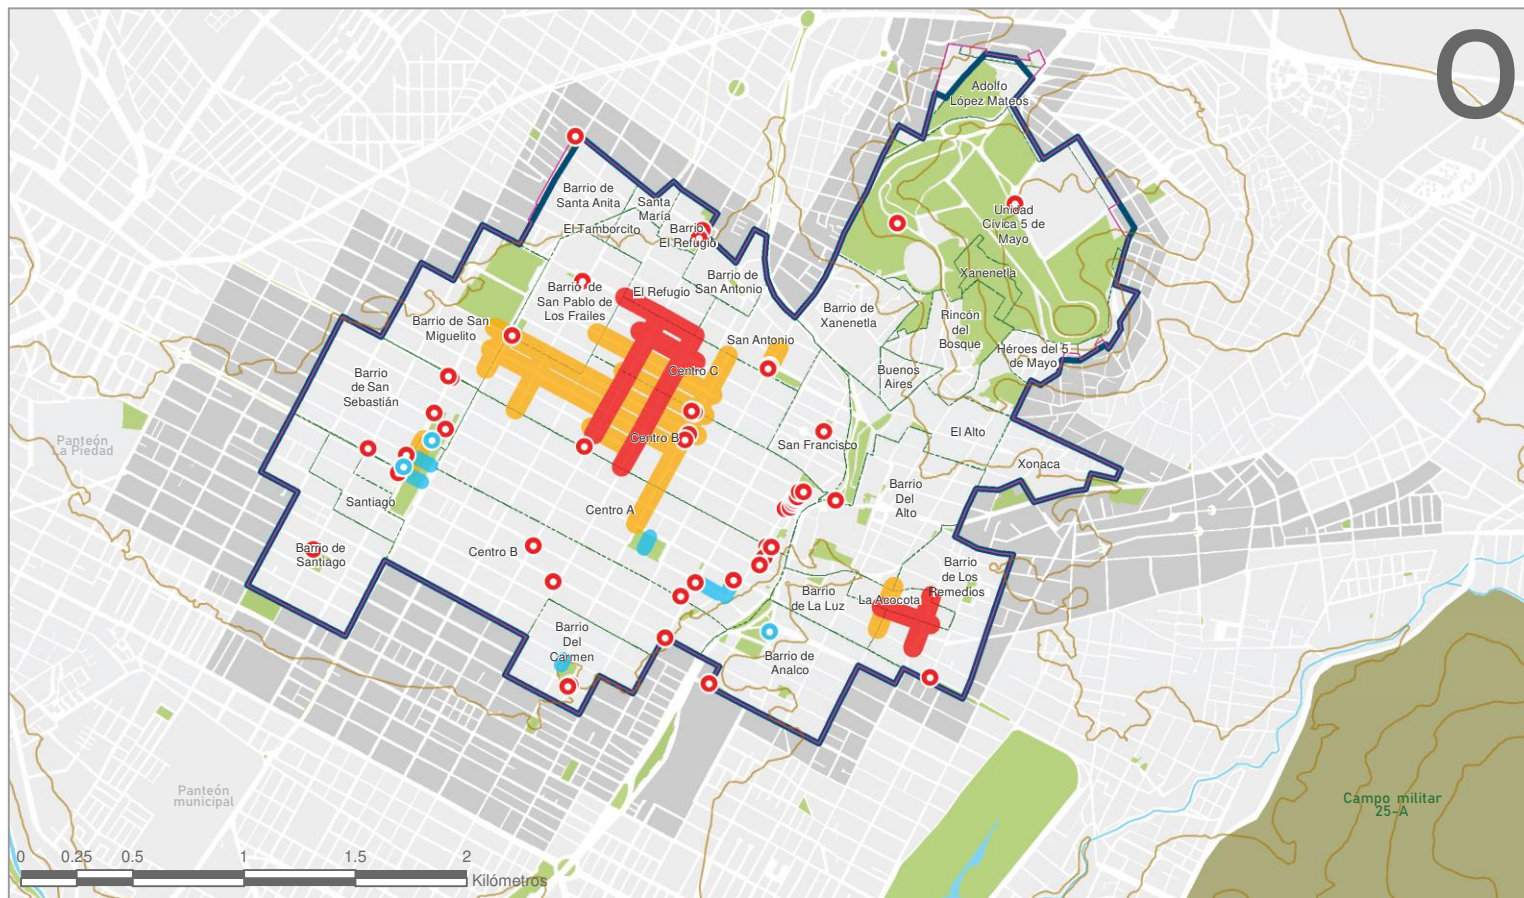 O
Adolfo
López Mateos
Barrio de
Santa Anita
Santa
María
El Tamborcito
Barrio
El Refugio
Unidad
Cívica 5 de
Mayo
Xanenetla
Barrio de
San Antonio
El Refugio
Barrio de
San Pablo de
Los Frailes
Barrio de
Xanenetla
Rincón
del
Bosque
Barrio de San
Miguelito
San Antonio
Héroes del 5
de Mayo
Centro C
Buenos
Aires
Barrio
de San
Sebastián
Panteón
La Piedad
Centro B
San Francisco
El Alto
Xonaca
Santiago
Centro A
Barrio
Del
Alto
Barrio de
Santiago
Centro B
Barrio
de Los
Remedios
Barrio
de La Luz
La Acocota
Barrio
Del
Carmen
Barrio de
Analco
Panteón
municipal
Campo militar
25-A
0 0.25 0.5 1 1.5 2
Kilómetros